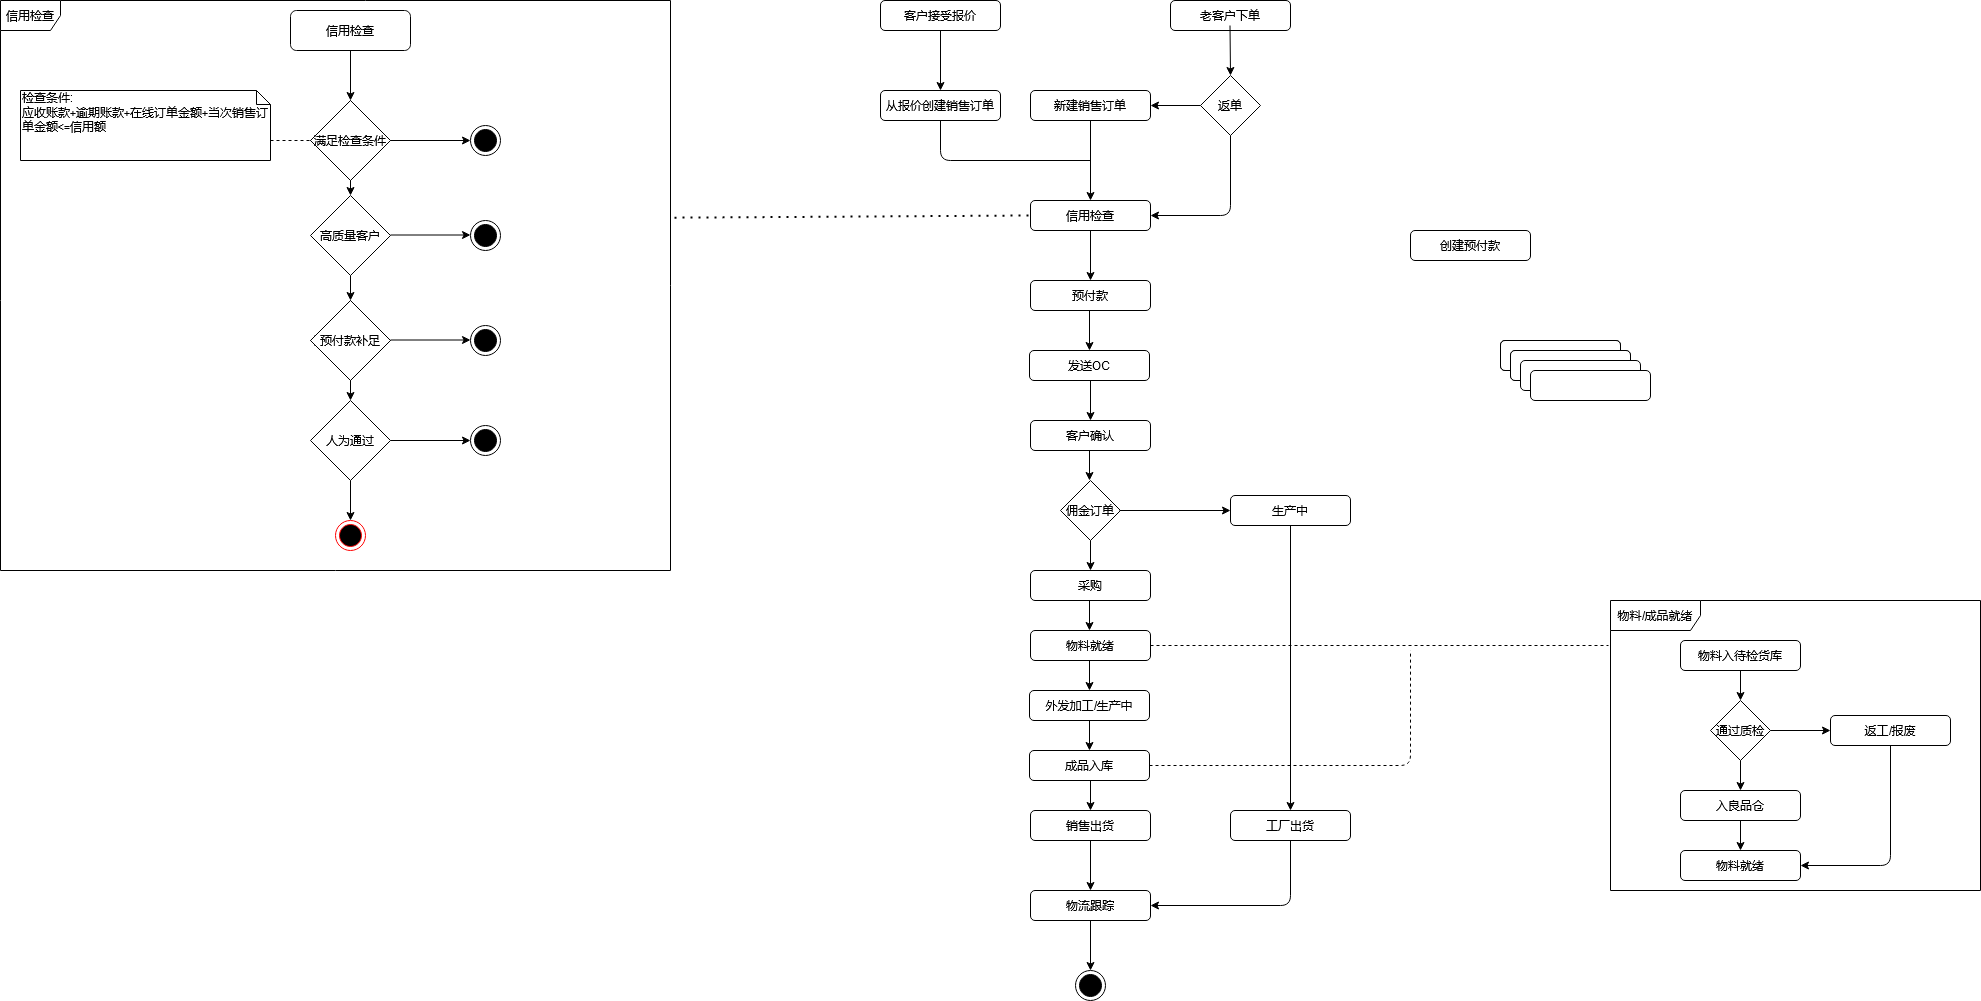 信用检查
信用检查
检查条件:
应收账款+逾期账款+在线订单金额+当次销售订
单金额<=信用额
满足检查条件
高质量客户
预付款补足
人为通过
客户接受报价
老客户下单
从报价创建销售订单
新建销售订单
返单
信用检查
创建预付款
预付款
发送OC
客户确认
佣金订单
生产中
采购
物料就绪
外发加工/生产中
成品入库
销售出货
工厂出货
物流跟踪
物料/成品就绪
物料入待检货库
通过质检
返工/报废
入良品仓
物料就绪